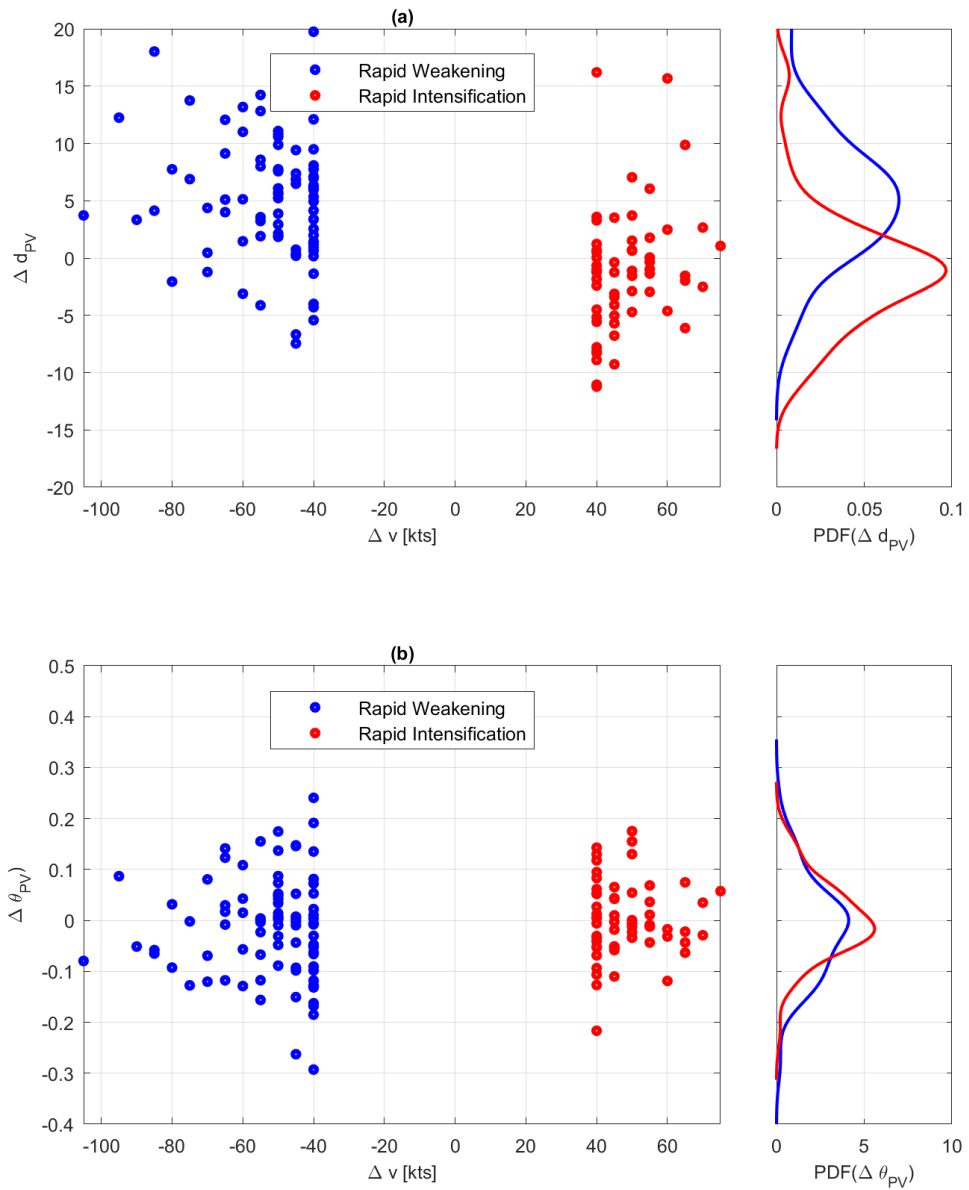 (a)
20
15
10
5
0
-5
-10
-15
-20
Δ d_PV
Rapid Weakening
Rapid Intensification
-100 -80 -60 -40 -20 0 20 40 60
Δ v [kts]
0 0.05 0.1
PDF(Δ d_PV)
(b)
0.5
0.4
0.3
0.2
0.1
0
-0.1
-0.2
-0.3
-0.4
Δ θ_PV)
Rapid Weakening
Rapid Intensification
-100 -80 -60 -40 -20 0 20 40 60
Δ v [kts]
0 5 10
PDF(Δ θ_PV)